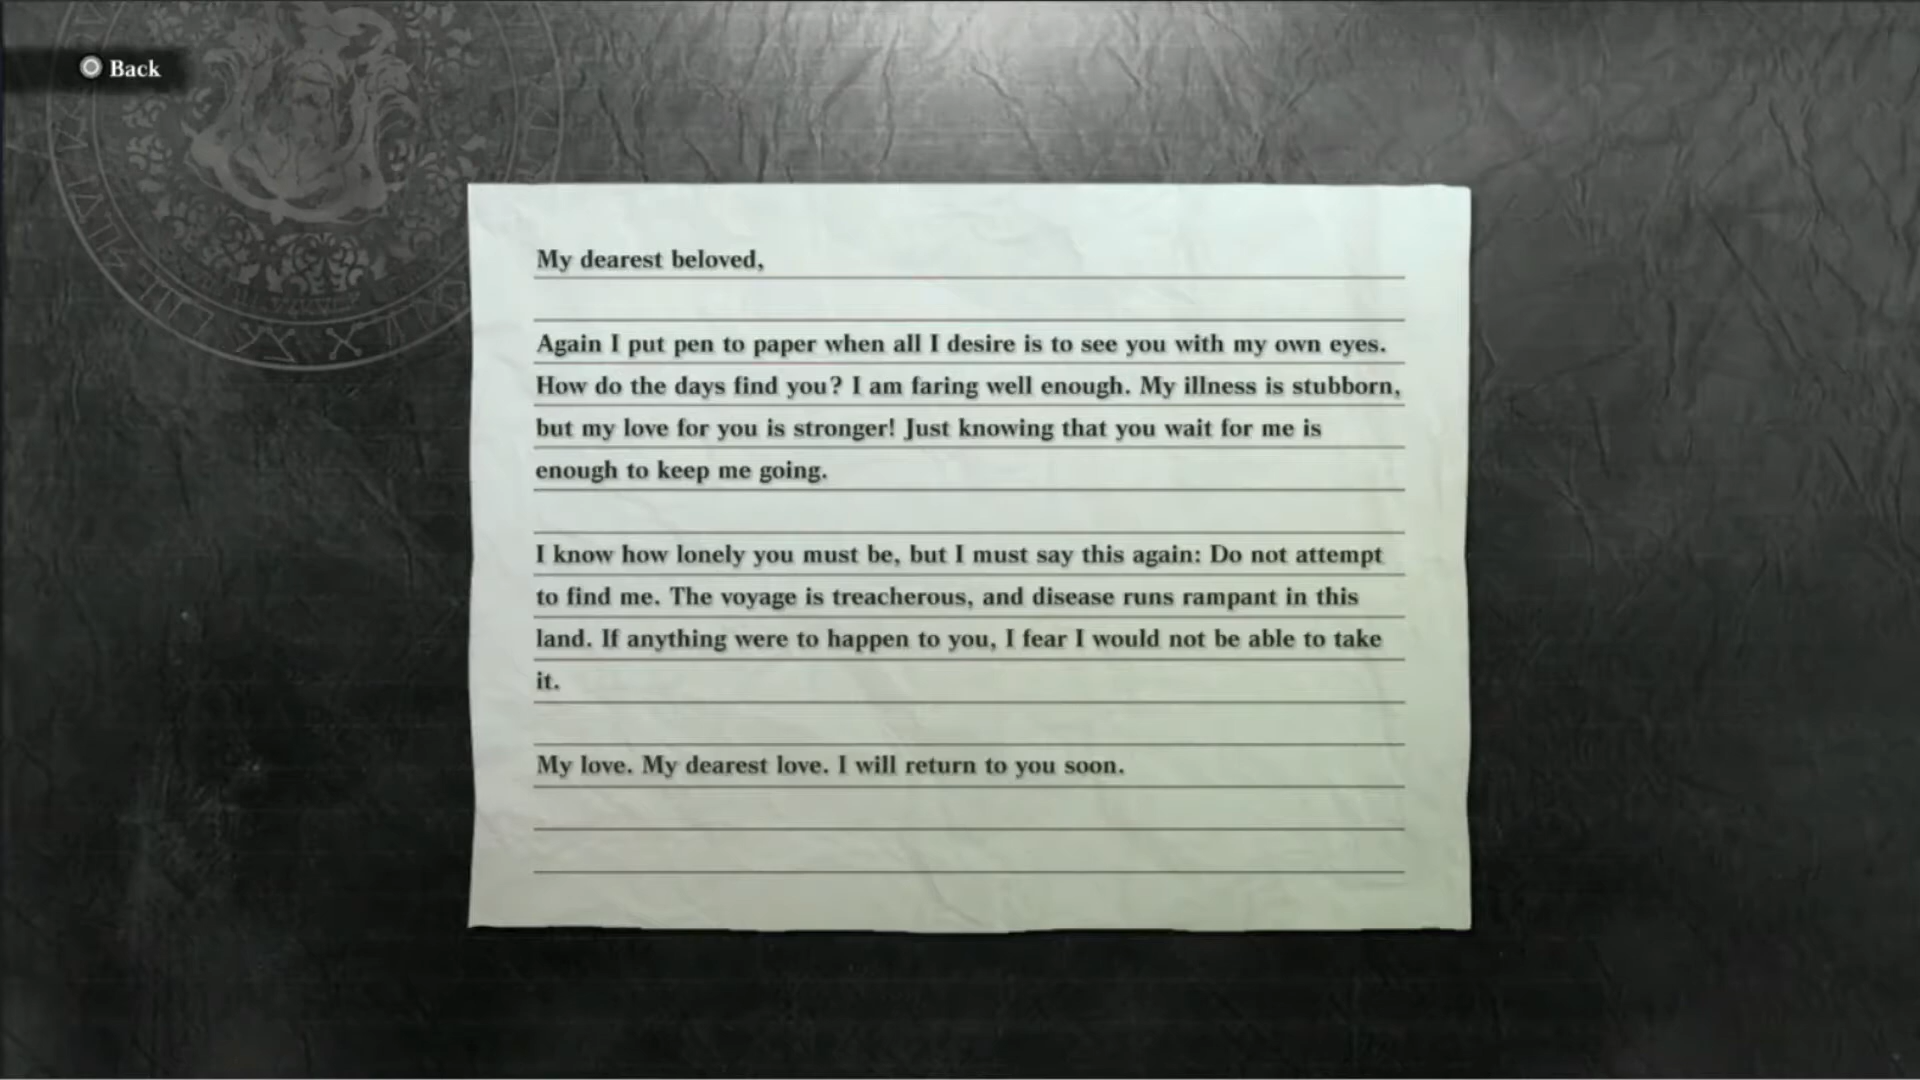 Back
My dearest beloved,
Again I put pen to paper when all I desire is to see you with my own eyes.
How do the days find you? I am faring well enough. My illness is stubborn,
but my love for you is stronger! Just knowing that you wait for me is
enough to keep me going.
I know how lonely you must be, but I must say this again: Do not attempt
to find me. The voyage is treacherous, and disease runs rampant in this
land. If anything were to happen to you, I fear I would not be able to take
it.
My love. My dearest love. I will return to you soon.